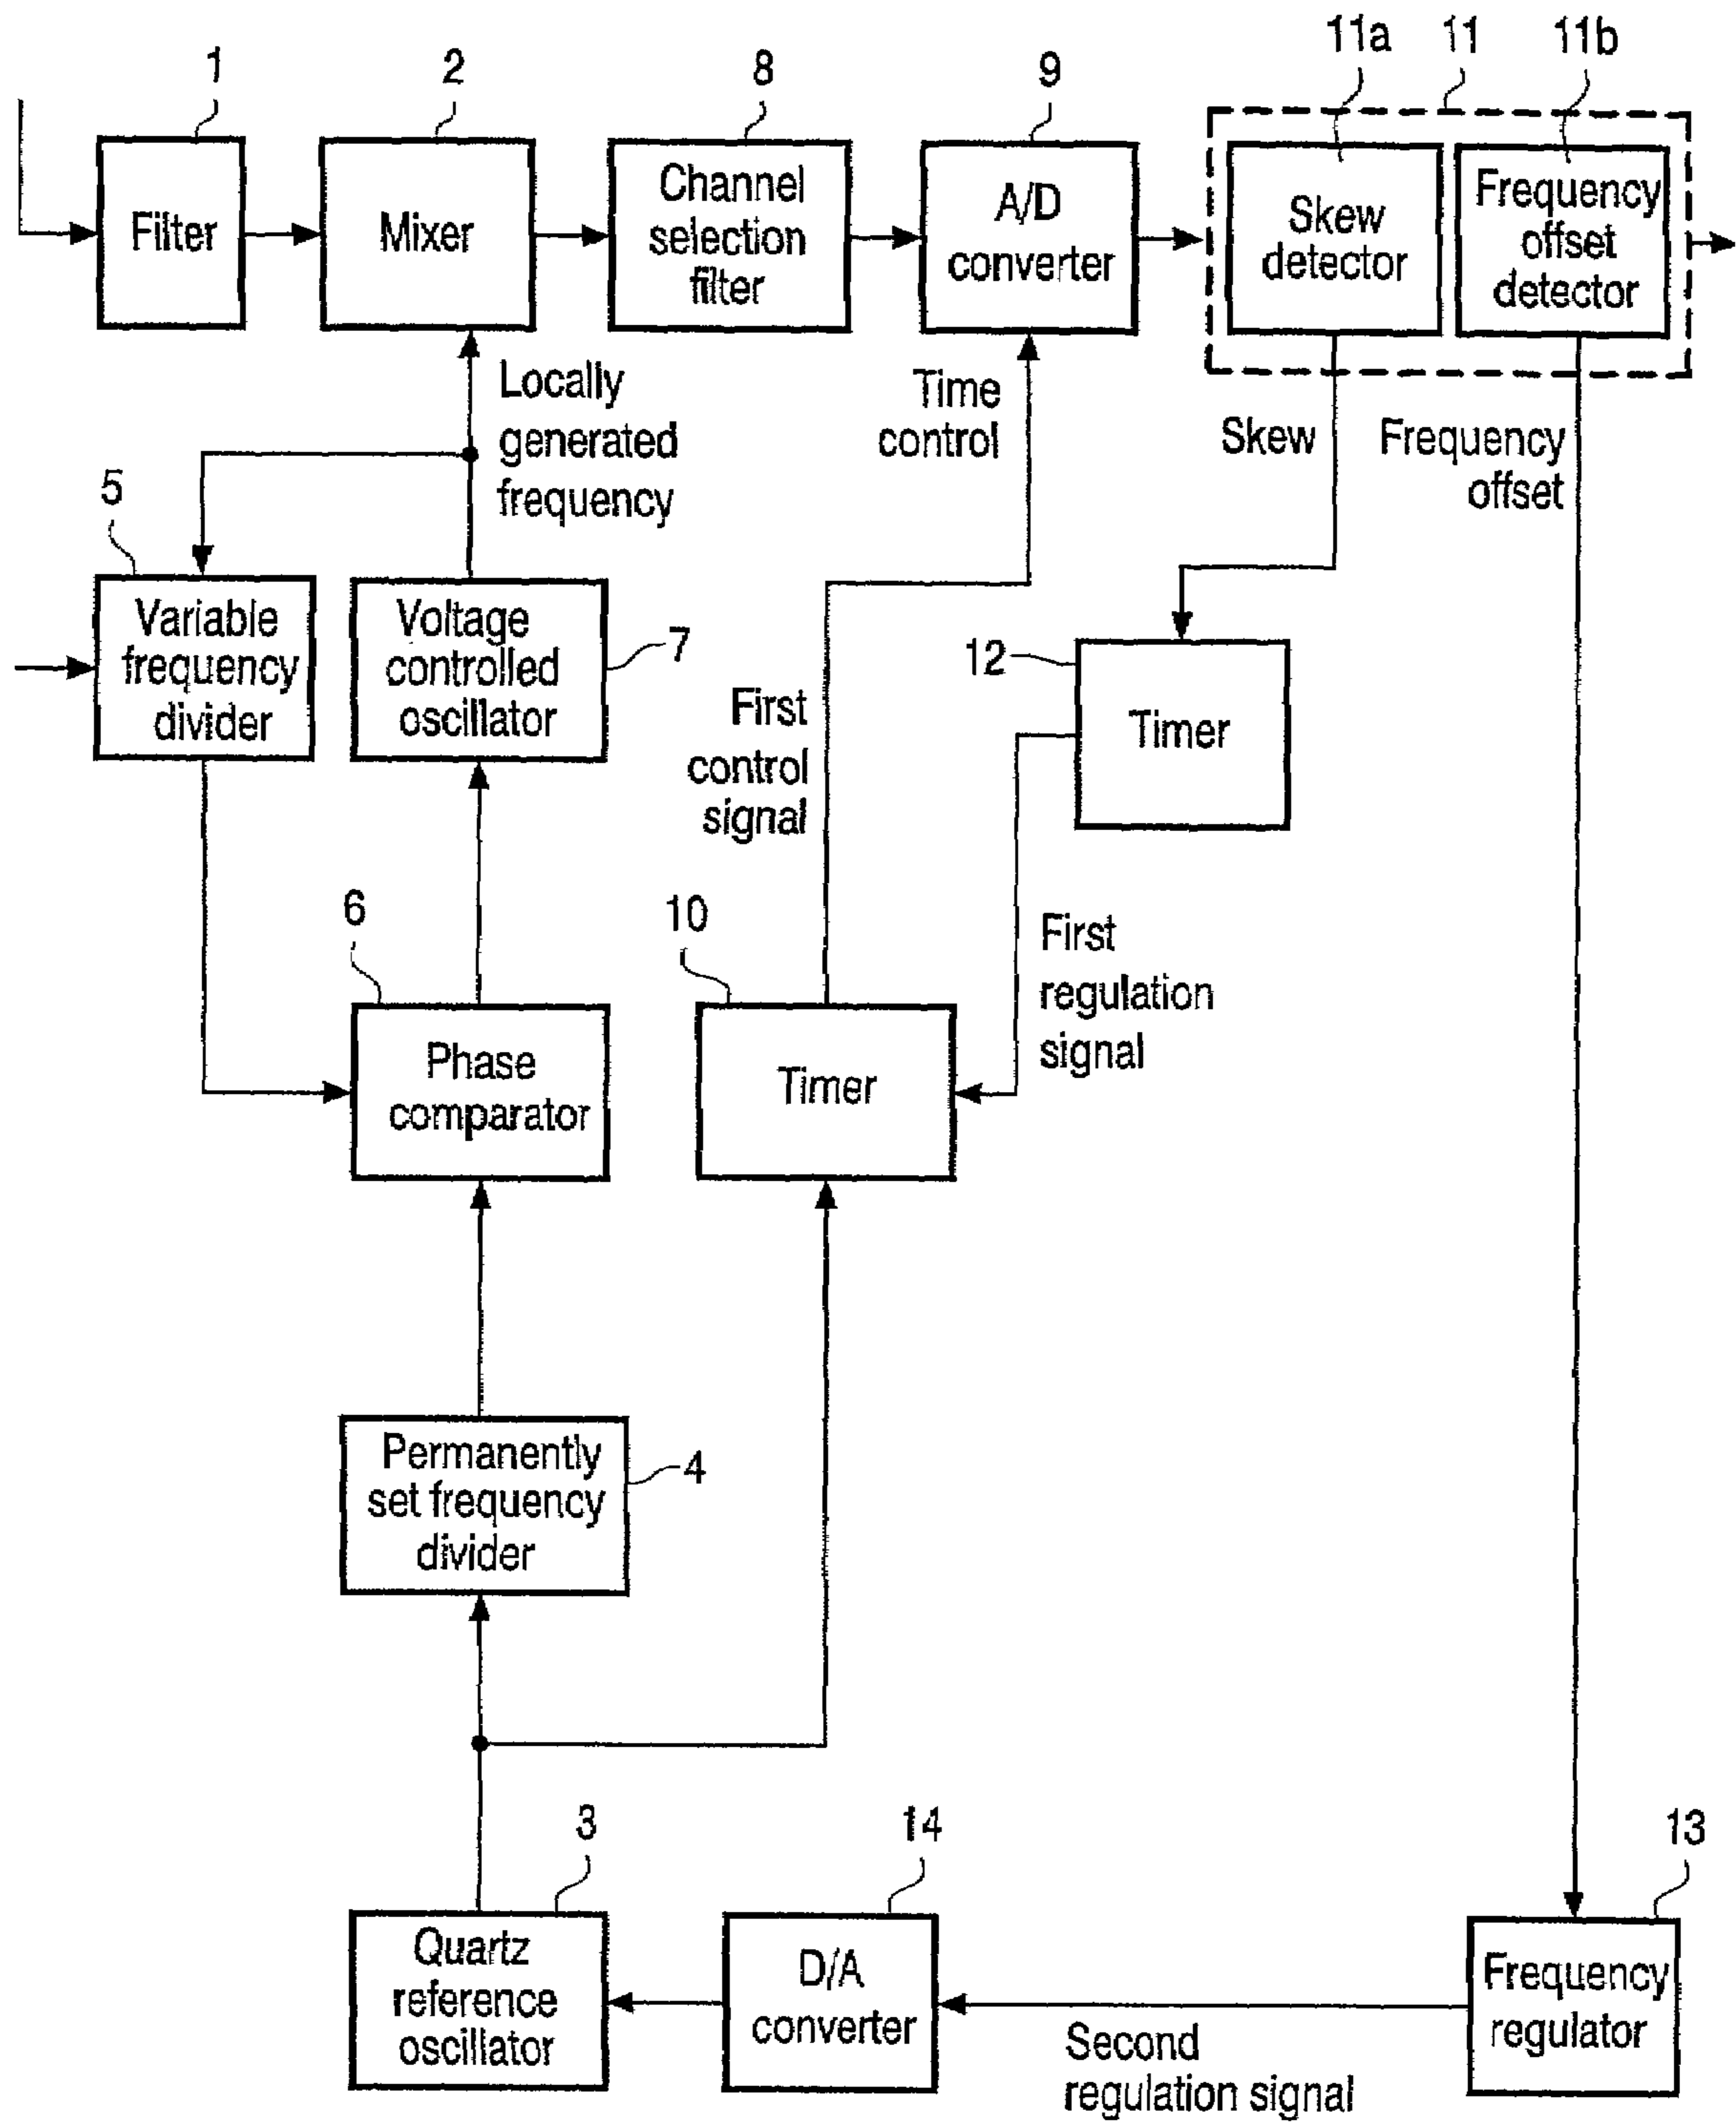 1
2
8
9
11a
11
11b
Filter
Mixer
Channel
selection
filter
A/D
converter
Skew
detector
Frequency
offset
detector
Locally
generated
frequency
Time
control
Skew
Frequency
offset
5
Variable
frequency
divider
Voltage
controlled
oscillator
7
First
control
signal
12
Timer
6
10
First
regulation
signal
Phase
comparator
Timer
Permanently
set frequency
divider
4
3
14
13
Quartz
reference
oscillator
D/A
converter
Second
regulation signal
Frequency
regulator